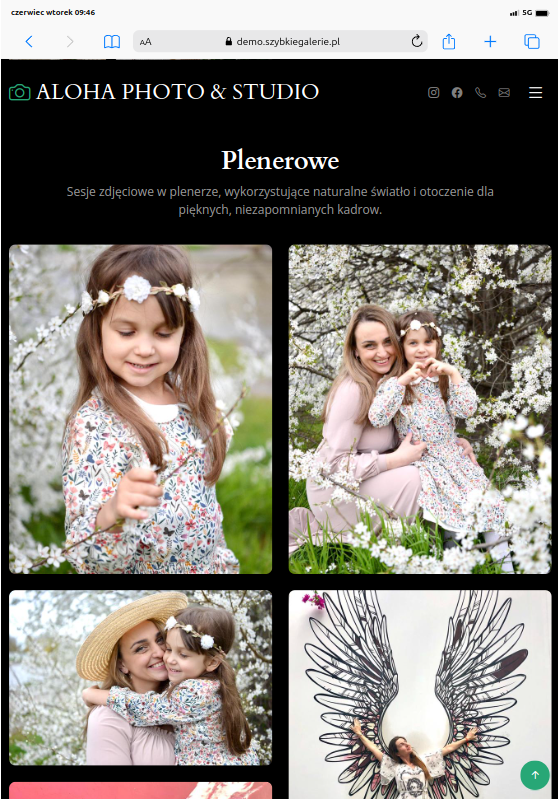 czerwiec wtorek 09:46
5G
AA
demo.szybkiegalerie.pl
ALOHA PHOTO & STUDIO
Plenerowe
Sesje zdjęciowe w plenerze, wykorzystujące naturalne światło i otoczenie dla
pięknych, niezapomnianych kadrow.